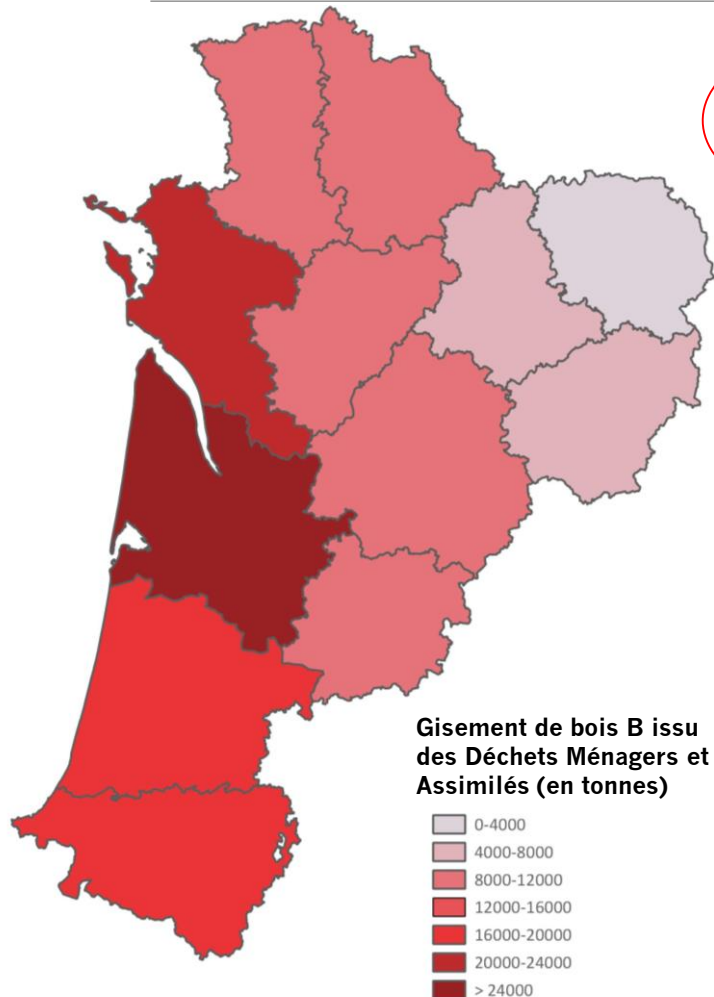 Gisement de bois B issu
des Déchets Ménagers et
Assimilés (en tonnes)
0-4000
4000-8000
8000-12000
12000-16000
16000-20000
20000-24000
> 24000